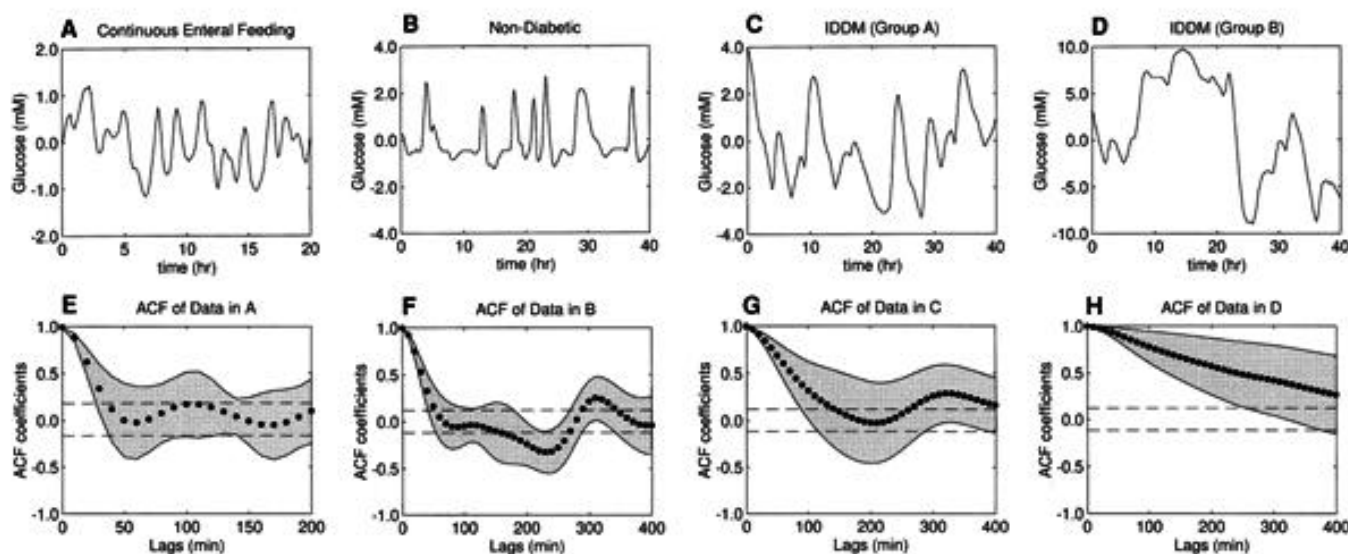 A Continuous Enteral Feeding
Glucose (mM)
2.0
1.0
0.0
-1.0
-2.0
0 5 10 15 20
time (hr)
B Non-Diabetic
Glucose (mM)
4.0
2.0
0.0
-2.0
-4.0
0 10 20 30 40
time (hr)
C IDDM (Group A)
Glucose (mM)
4.0
2.0
0.0
-2.0
-4.0
0 10 20 30 40
time (hr)
D IDDM (Group B)
Glucose (mM)
10.0
5.0
0.0
-5.0
-10.0
0 10 20 30 40
time (hr)
E ACF of Data in A
ACF coefficients
1.0
0.5
0.0
-0.5
-1.0
0 50 100 150 200
Lags (min)
F ACF of Data in B
ACF coefficients
1.0
0.5
0.0
-0.5
-1.0
0 100 200 300 400
Lags (min)
G ACF of Data in C
ACF coefficients
1.0
0.5
0.0
-0.5
-1.0
0 100 200 300 400
Lags (min)
H ACF of Data in D
ACF coefficients
1.0
0.5
0.0
-0.5
-1.0
0 100 200 300 400
Lags (min)